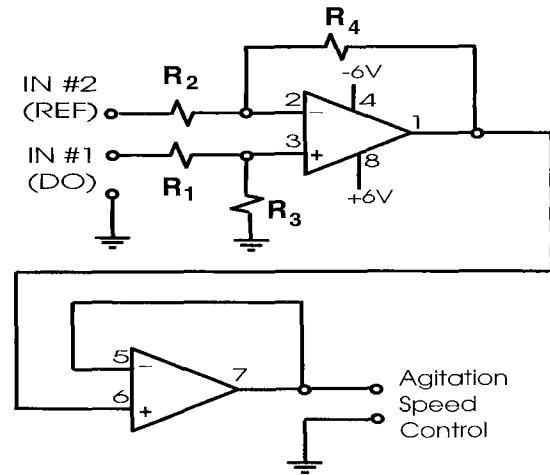 R4
IN #2
(REF)
R2
-6V
2
-
4
1
IN #1
(DO)
R1
3
+
8
+6V
R3
5
-
7
6
+
Agitation
Speed
Control